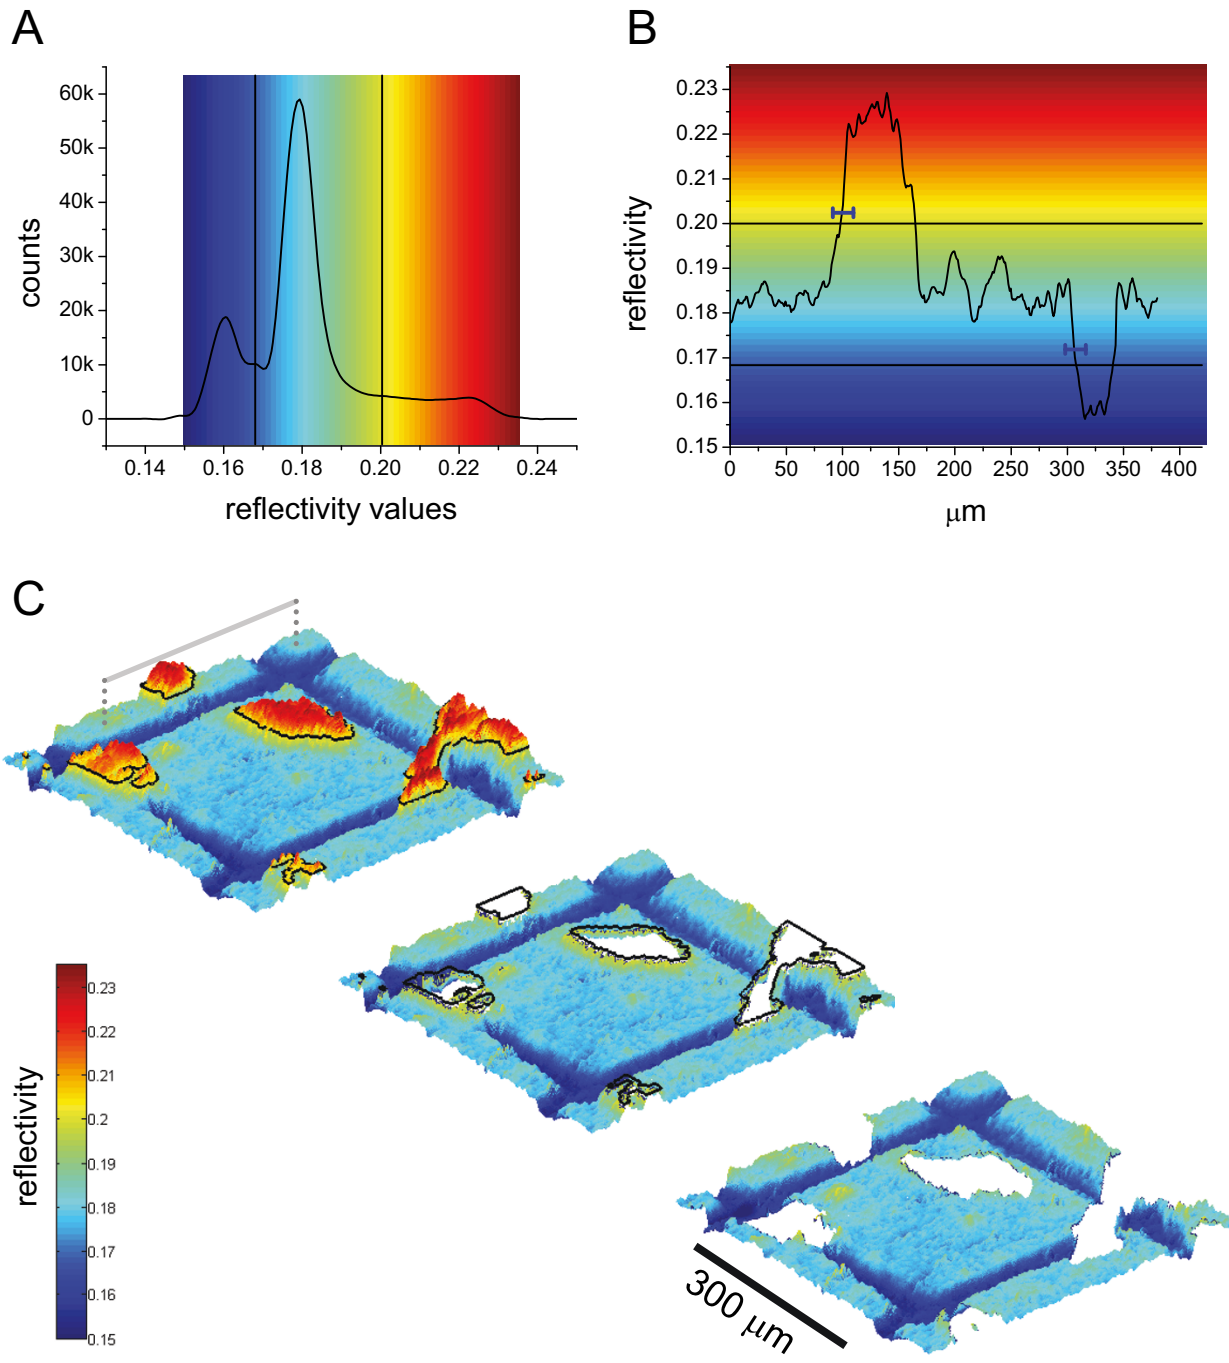 A
60k
50k
40k
30k
20k
10k
0
counts
0.14 0.16 0.18 0.20 0.22 0.24
reflectivity values
B
0.23
0.22
0.21
0.20
0.19
0.18
0.17
0.16
0.15
reflectivity
0 50 100 150 200 250 300 350 400
μm
C
0.23
0.22
0.21
0.2
0.19
0.18
0.17
0.16
0.15
reflectivity
300 μm